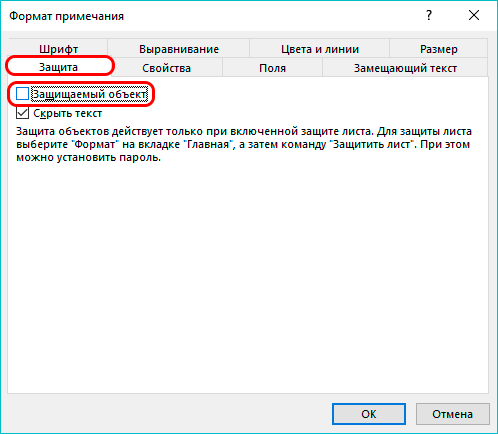 Формат примечания
?
Шрифт Выравнивание Цвета и линии Размер
Защита Свойства Поля Замещающий текст
Защищаемый объект
Скрыть текст
Защита объектов действует только при включенной защите листа. Для защиты листа
выберите "Формат" на вкладке "Главная", а затем команду "Защитить лист". При этом
можно установить пароль.
ОК Отмена